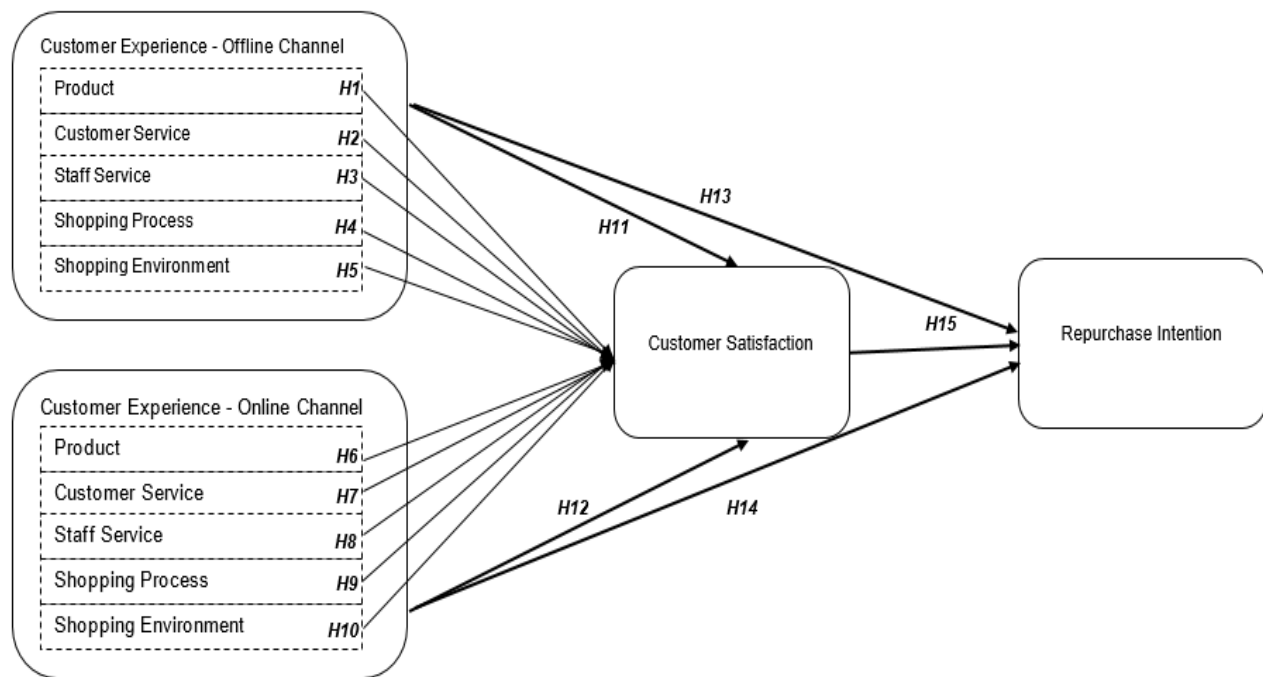 Customer Experience - Offline Channel
Product H1
Customer Service H2
Staff Service H3
Shopping Process H4
Shopping Environment H5
H13
H11
H15
Customer Satisfaction
Repurchase Intention
Customer Experience - Online Channel
Product H6
Customer Service H7
Staff Service H8
Shopping Process H9
Shopping Environment H10
H12
H14